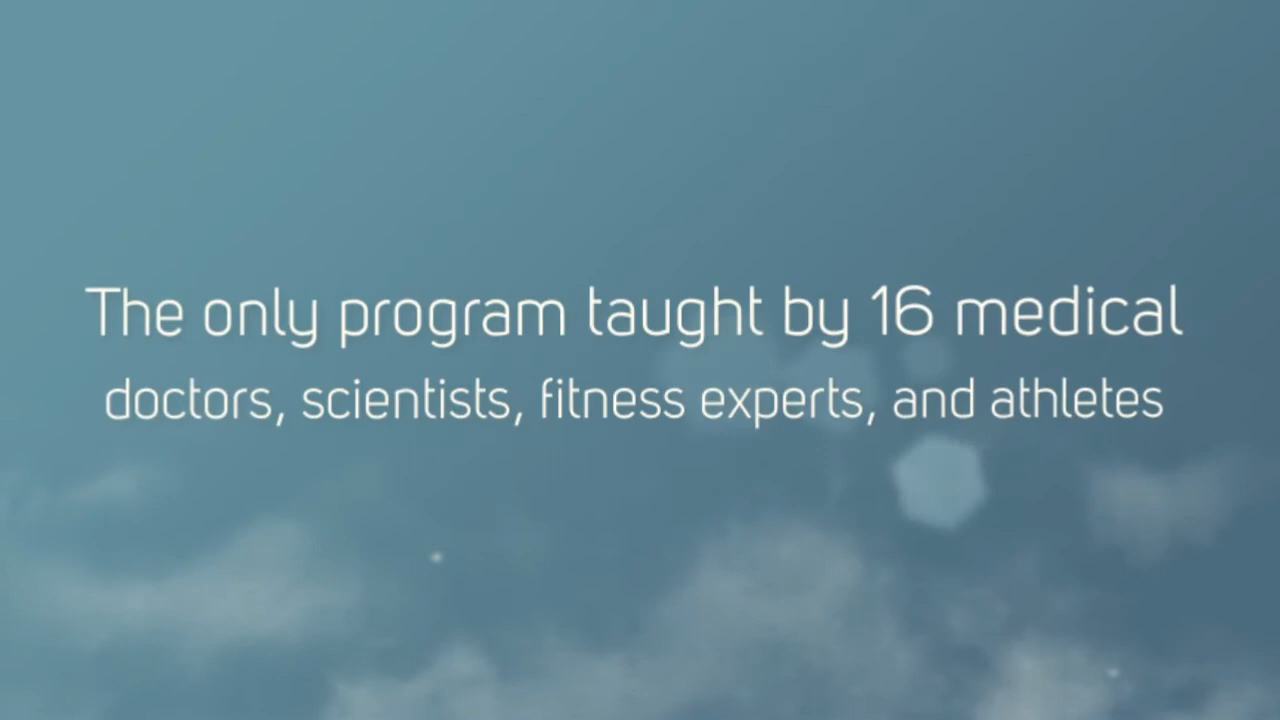 The only program taught by 16 medical
doctors, scientists, fitness experts, and athletes